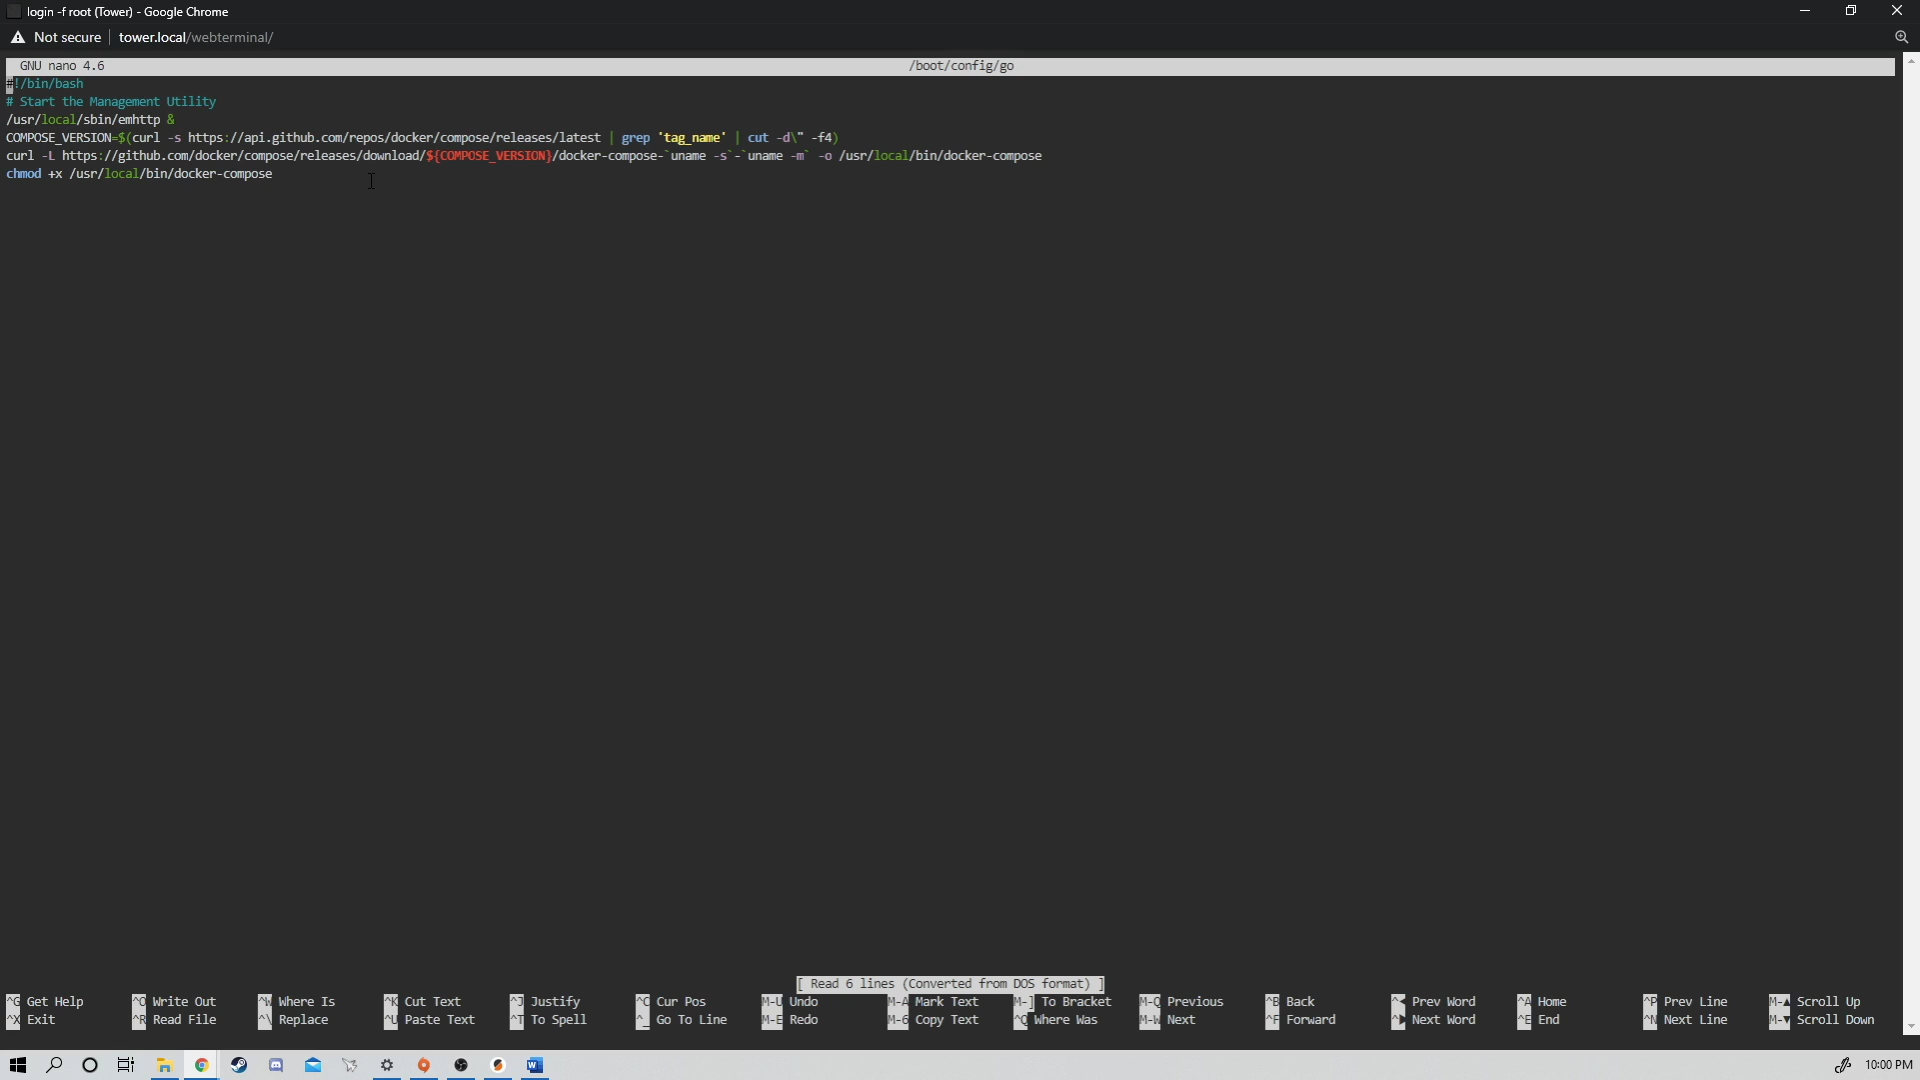 login -f root (Tower) - Google Chrome
Not secure | tower.local/webterminal/
GNU nano 4.6 /boot/config/go
#!/bin/bash
# Start the Management Utility
/usr/local/sbin/emhttp &
COMPOSE_VERSION=$(curl -s https://api.github.com/repos/docker/compose/releases/latest | grep 'tag_name' | cut -d\" -f4)
curl -L https://github.com/docker/compose/releases/download/${COMPOSE_VERSION}/docker-compose-`uname -s`-`uname -m` -o /usr/local/bin/docker-compose
chmod +x /usr/local/bin/docker-compose
[ Read 6 lines (Converted from DOS format) ]
^G Get Help ^O Write Out ^W Where Is ^K Cut Text ^J Justify ^C Cur Pos M-U Undo M-A Mark Text M-] To Bracket M-Q Previous ^B Back ^◀ Prev Word ^A Home ^P Prev Line M-▲ Scroll Up
^X Exit ^R Read File ^\ Replace ^U Paste Text ^T To Spell ^_ Go To Line M-E Redo M-6 Copy Text ^Q Where Was M-W Next ^F Forward ^▶ Next Word ^E End ^N Next Line M-▼ Scroll Down
10:00 PM